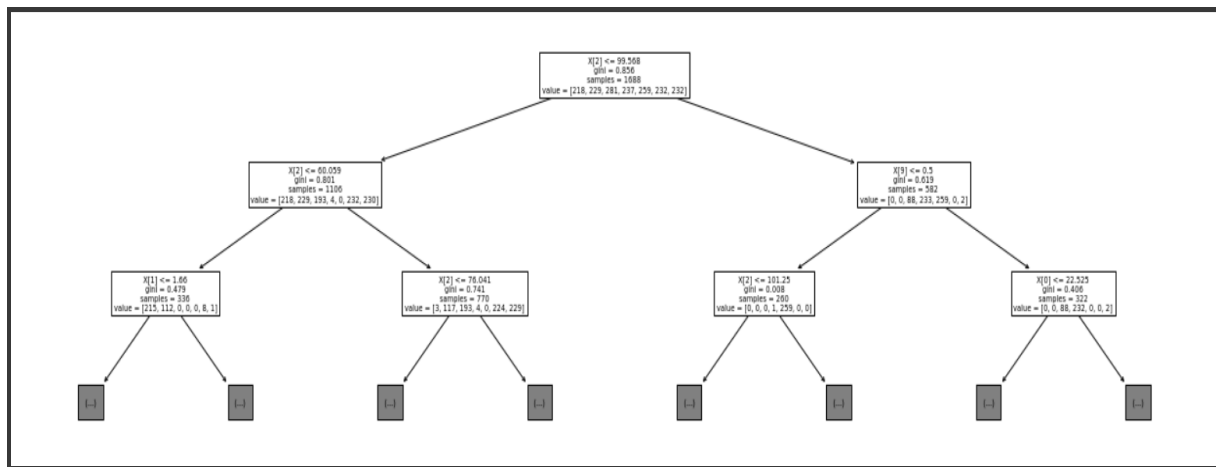 X[2] <= 99.568
gini = 0.856
samples = 1688
value = [218, 229, 281, 237, 259, 232, 232]
X[2] <= 60.059
gini = 0.801
samples = 1106
value = [218, 229, 193, 4, 0, 232, 230]
X[9] <= 0.5
gini = 0.619
samples = 582
value = [0, 0, 88, 233, 259, 0, 2]
X[1] <= 1.66
gini = 0.479
samples = 336
value = [215, 112, 0, 0, 0, 8, 1]
X[2] <= 76.041
gini = 0.741
samples = 770
value = [3, 117, 193, 4, 0, 224, 229]
X[2] <= 101.25
gini = 0.008
samples = 260
value = [0, 0, 0, 1, 259, 0, 0]
X[0] <= 22.525
gini = 0.406
samples = 322
value = [0, 0, 88, 232, 0, 0, 2]
(...)
(...)
(...)
(...)
(...)
(...)
(...)
(...)